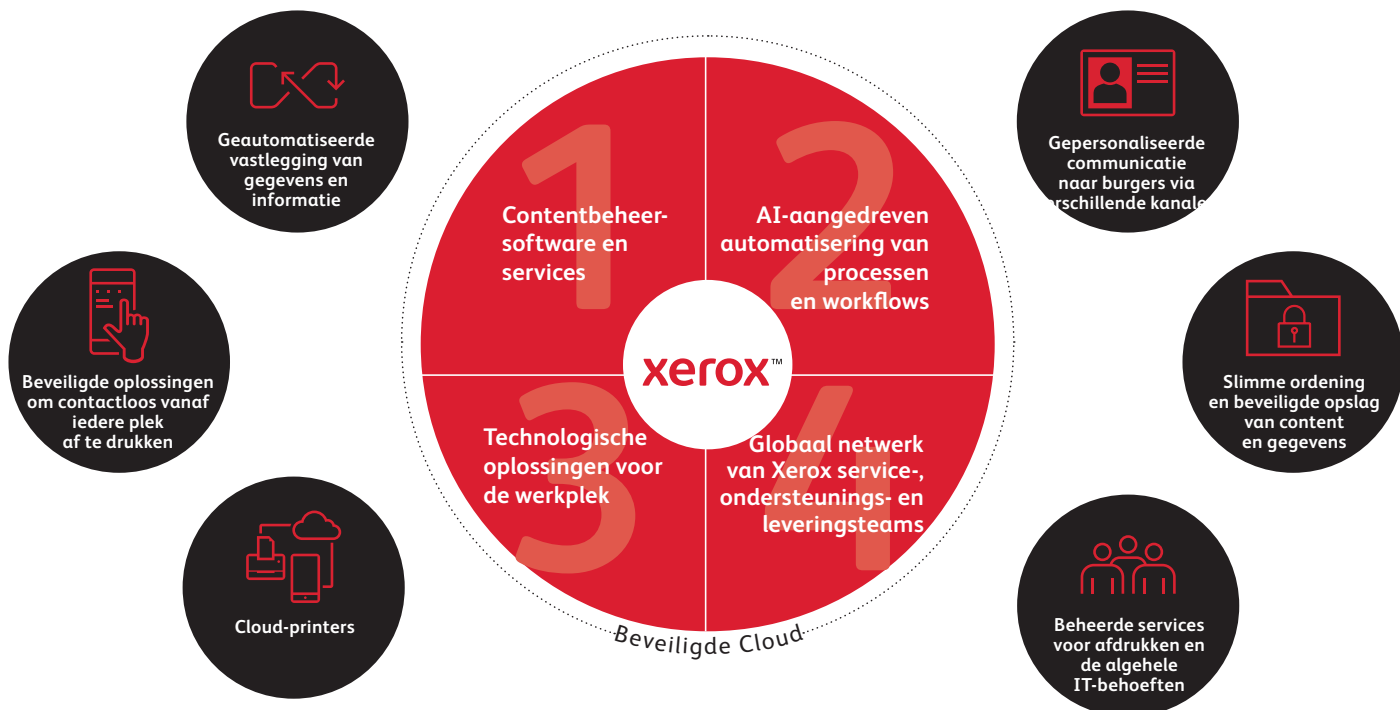 Geautomatiseerde
vastlegging van
gegevens en
informatie
Beveiligde oplossingen
om contactloos vanaf
iedere plek
af te drukken
Cloud-printers
1
Contentbeheer-
software en
services
2
AI-aangedreven
automatisering van
processen
en workflows
xerox™
3
Technologische
oplossingen voor
de werkplek
4
Globaal netwerk
van Xerox service-,
ondersteunings- en
leveringsteams
Beveiligde Cloud
Gepersonaliseerde
communicatie
naar burgers via
erschillende kanale
Slimme ordening
en beveiligde opslag
van content
en gegevens
Beheerde services
voor afdrukken en
de algehele
IT-behoeften